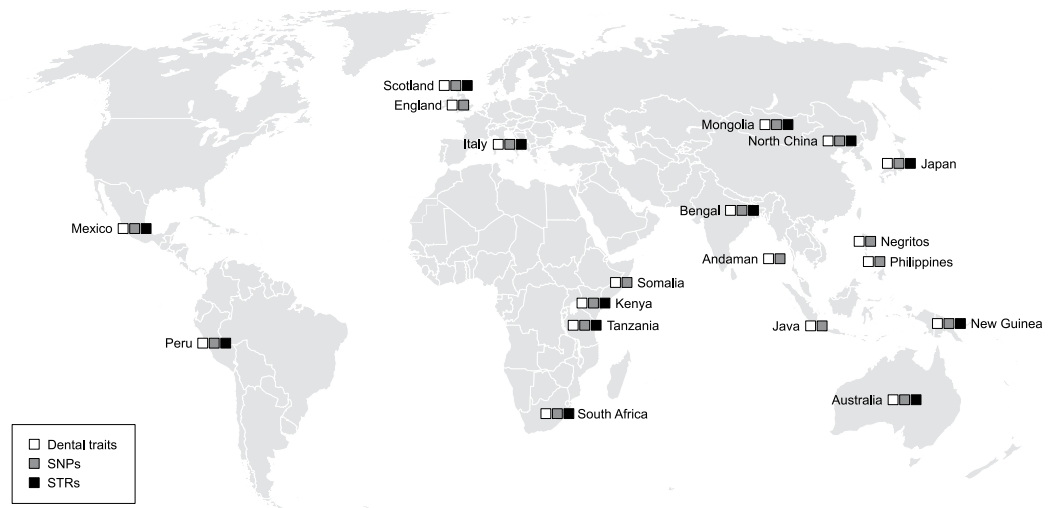 Scotland
England
Italy
Mongolia
North China
Japan
Mexico
Bengal
Negritos
Andaman
Philippines
Somalia
Kenya
Tanzania
Java
New Guinea
Peru
Australia
South Africa
Dental traits
SNPs
STRs